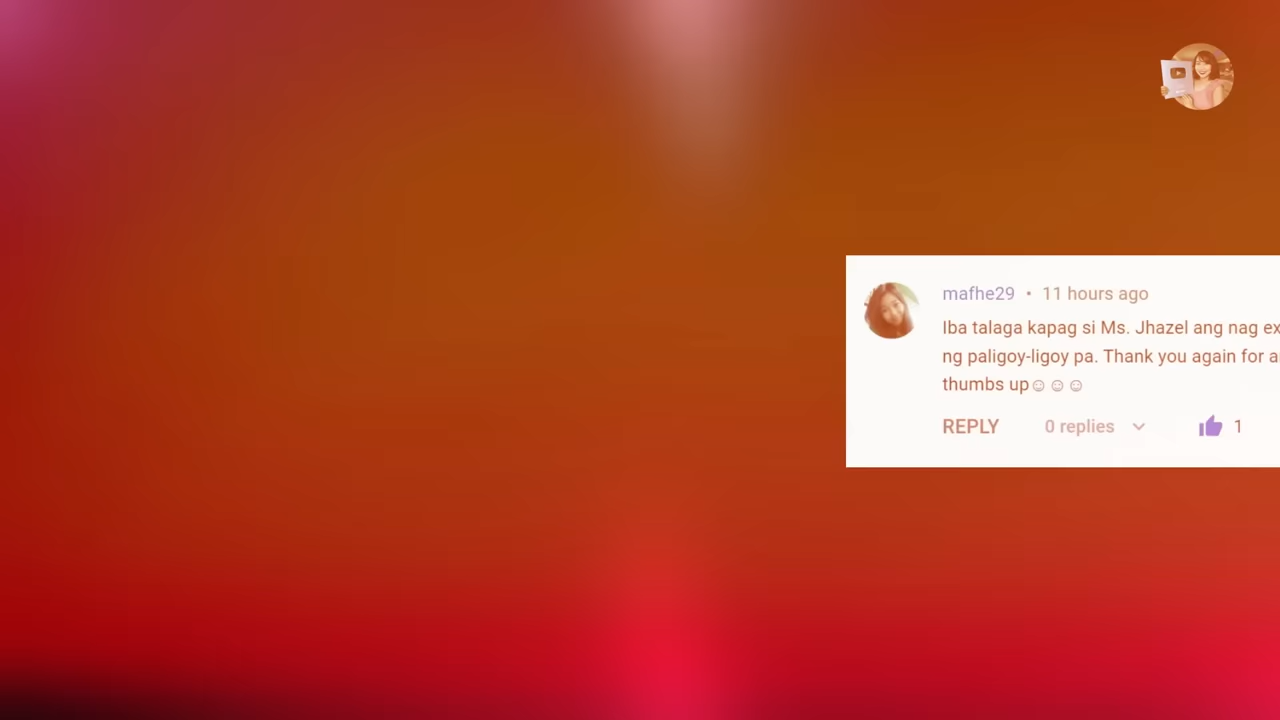 mafhe29 • 11 hours ago
Iba talaga kapag si Ms. Jhazel ang nag
ng paligoy-ligoy pa. Thank you again for
thumbs up☺☺☺
REPLY 0 replies 1